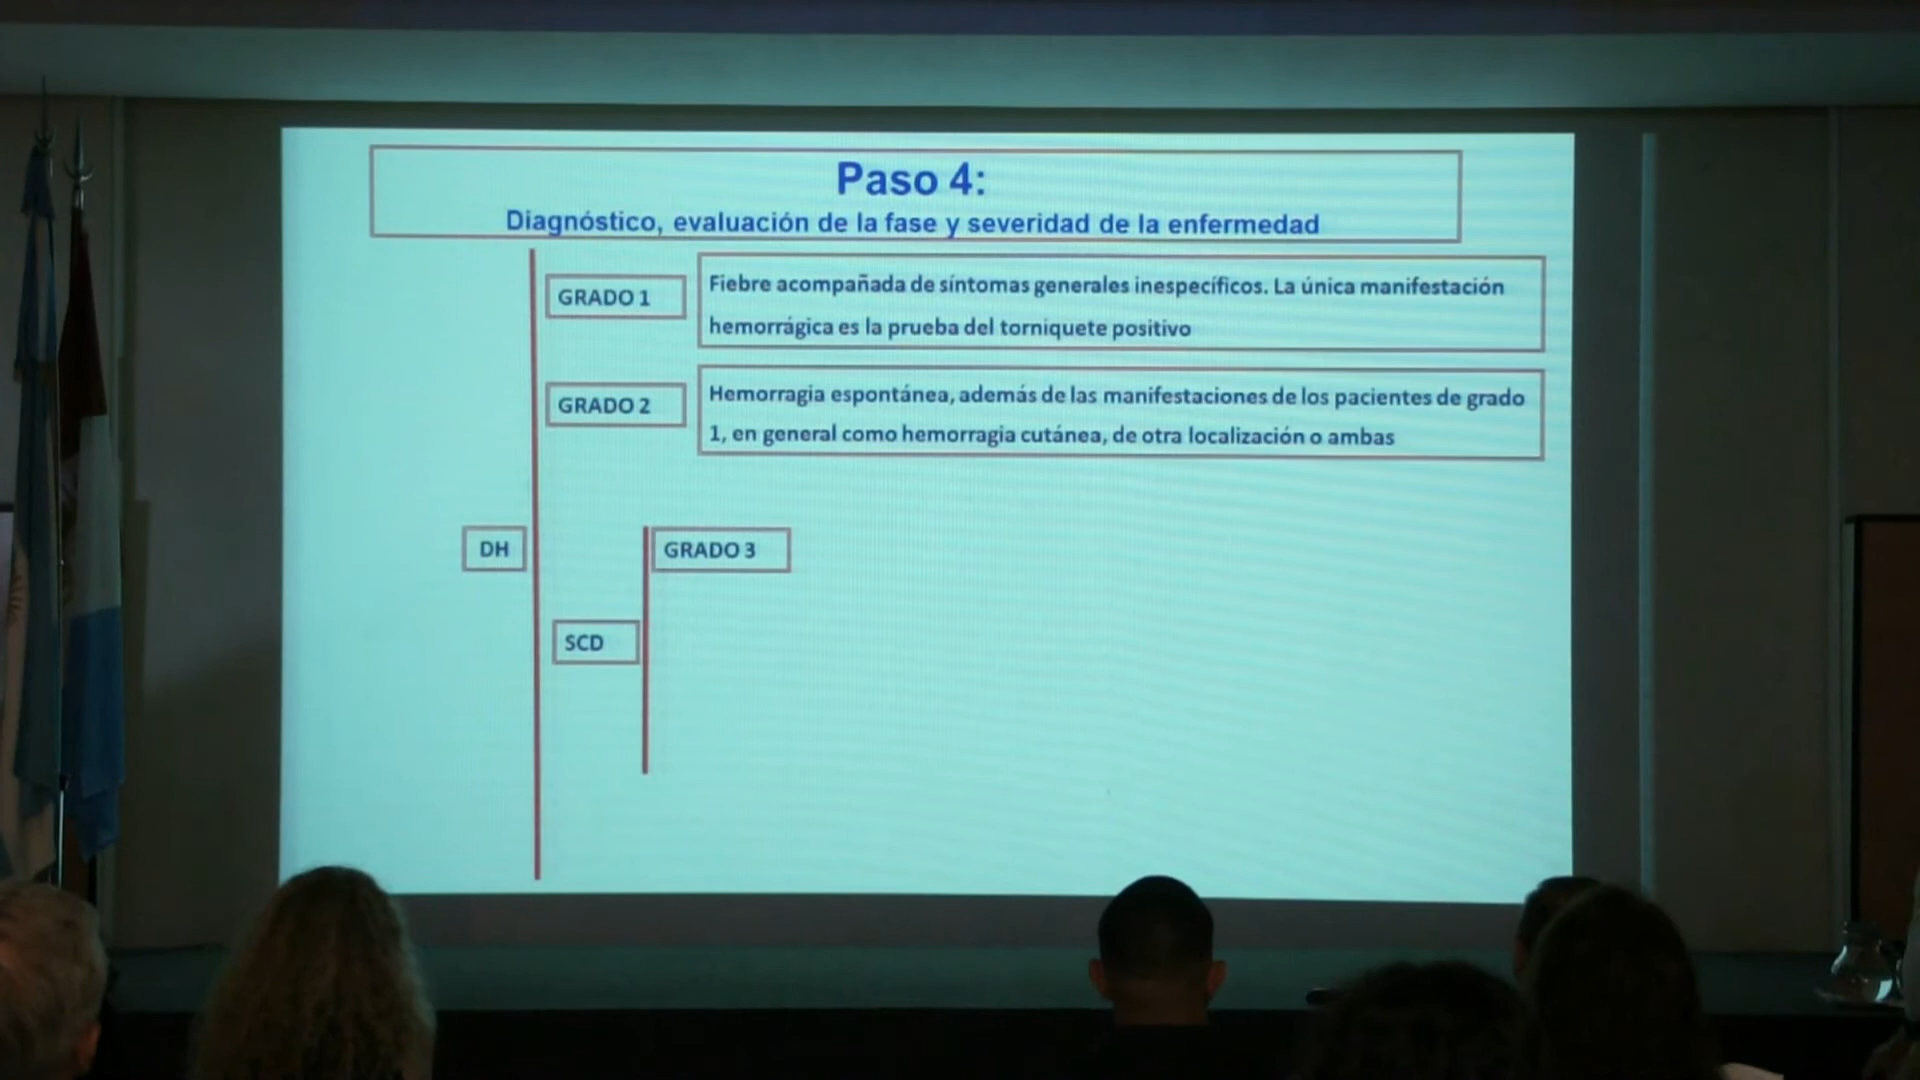 Paso 4:
Diagnóstico, evaluación de la fase y severidad de la enfermedad
GRADO 1
Fiebre acompañada de síntomas generales inespecíficos. La única manifestación
hemorrágica es la prueba del torniquete positivo
GRADO 2
Hemorragia espontánea, además de las manifestaciones de los pacientes de grado
1, en general como hemorragia cutánea, de otra localización o ambas
DH
GRADO 3
SCD